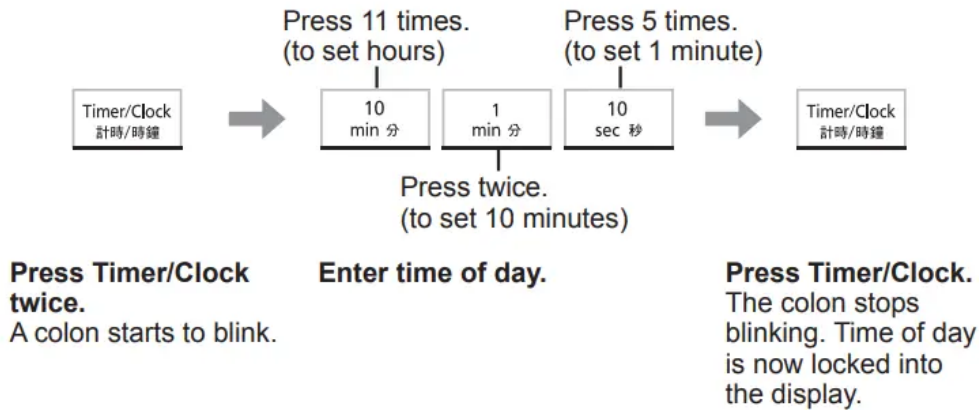 Press 11 times.
(to set hours)
Press 5 times.
(to set 1 minute)
Timer/Clock
計時/時鐘
10
min 分
1
min 分
10
sec 秒
Timer/Clock
計時/時鐘
Press twice.
(to set 10 minutes)
Press Timer/Clock
twice.
A colon starts to blink.
Enter time of day.
Press Timer/Clock.
The colon stops
blinking. Time of day
is now locked into
the display.